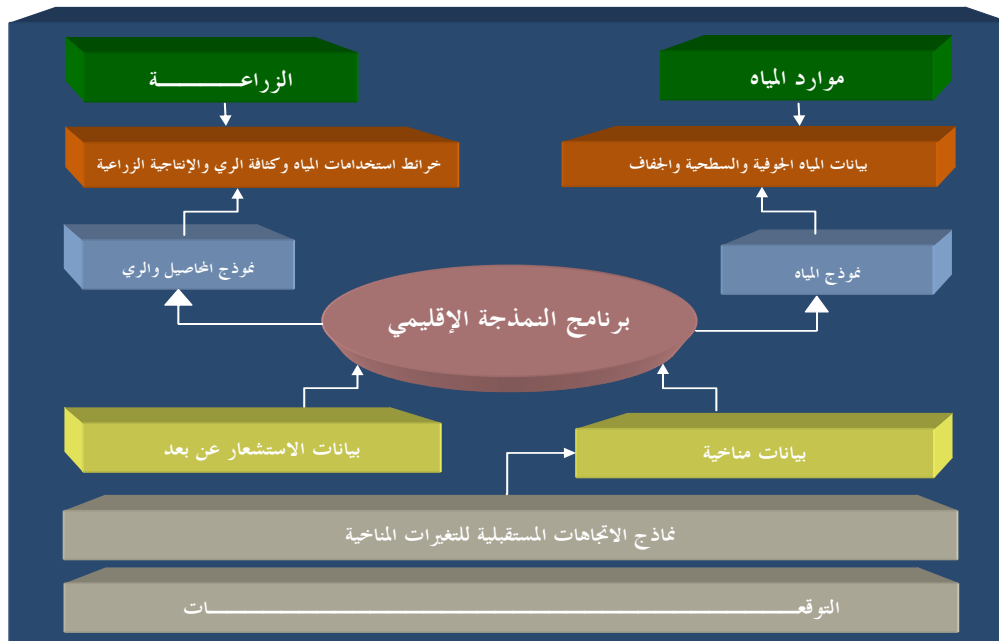 موارد المياه
الزراعـــــــــــة
بيانات المياه الجوفية والسطحية والجفاف
خرائط استخدامات المياه وكثافة الري والإنتاجية الزراعية
نموذج المياه
نموذج المحاصيل والري
برنامج النمذجة الإقليمي
بيانات مناخية
بيانات الاستشعار عن بعد
نماذج الاتجاهات المستقبلية للتغيرات المناخية
التوقعـــــــــــــــــــــــــــــــــــــــــــــــــــــــات